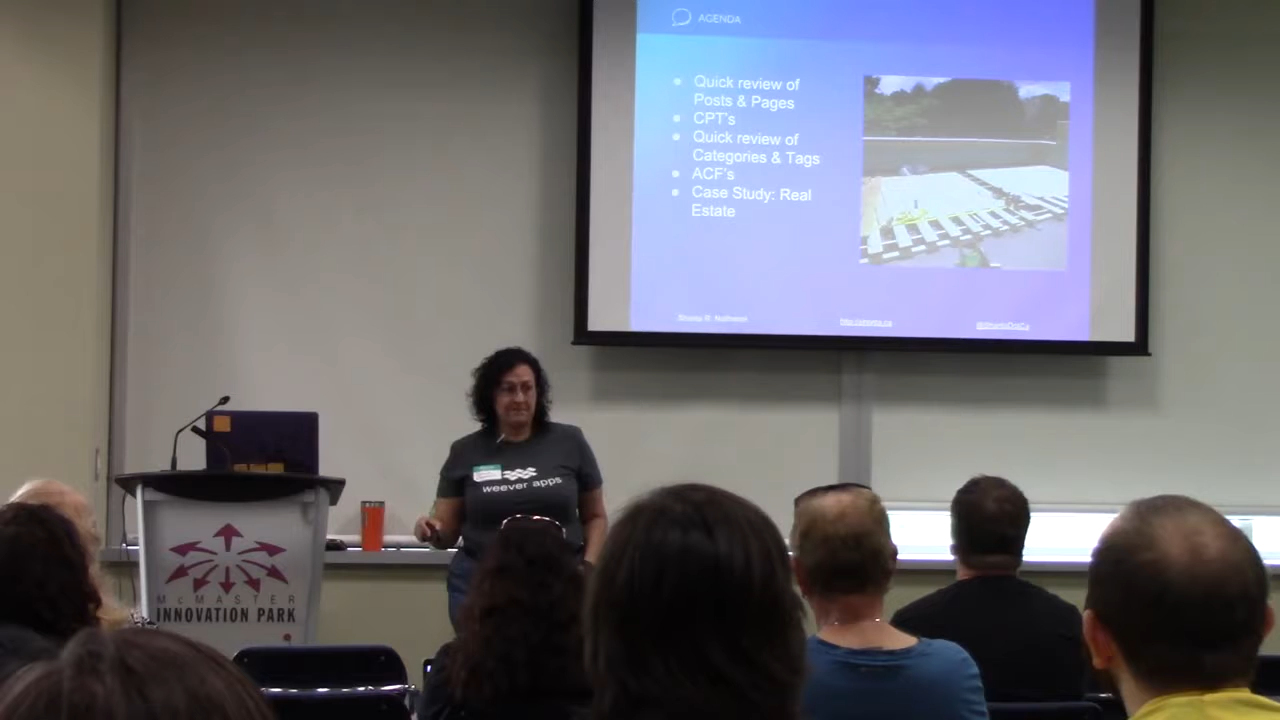 AGENDA
Quick review of
Posts & Pages
CPT's
Quick review of
Categories & Tags
ACF's
Case Study: Real
Estate
weever apps
McMASTER
INNOVATION PARK